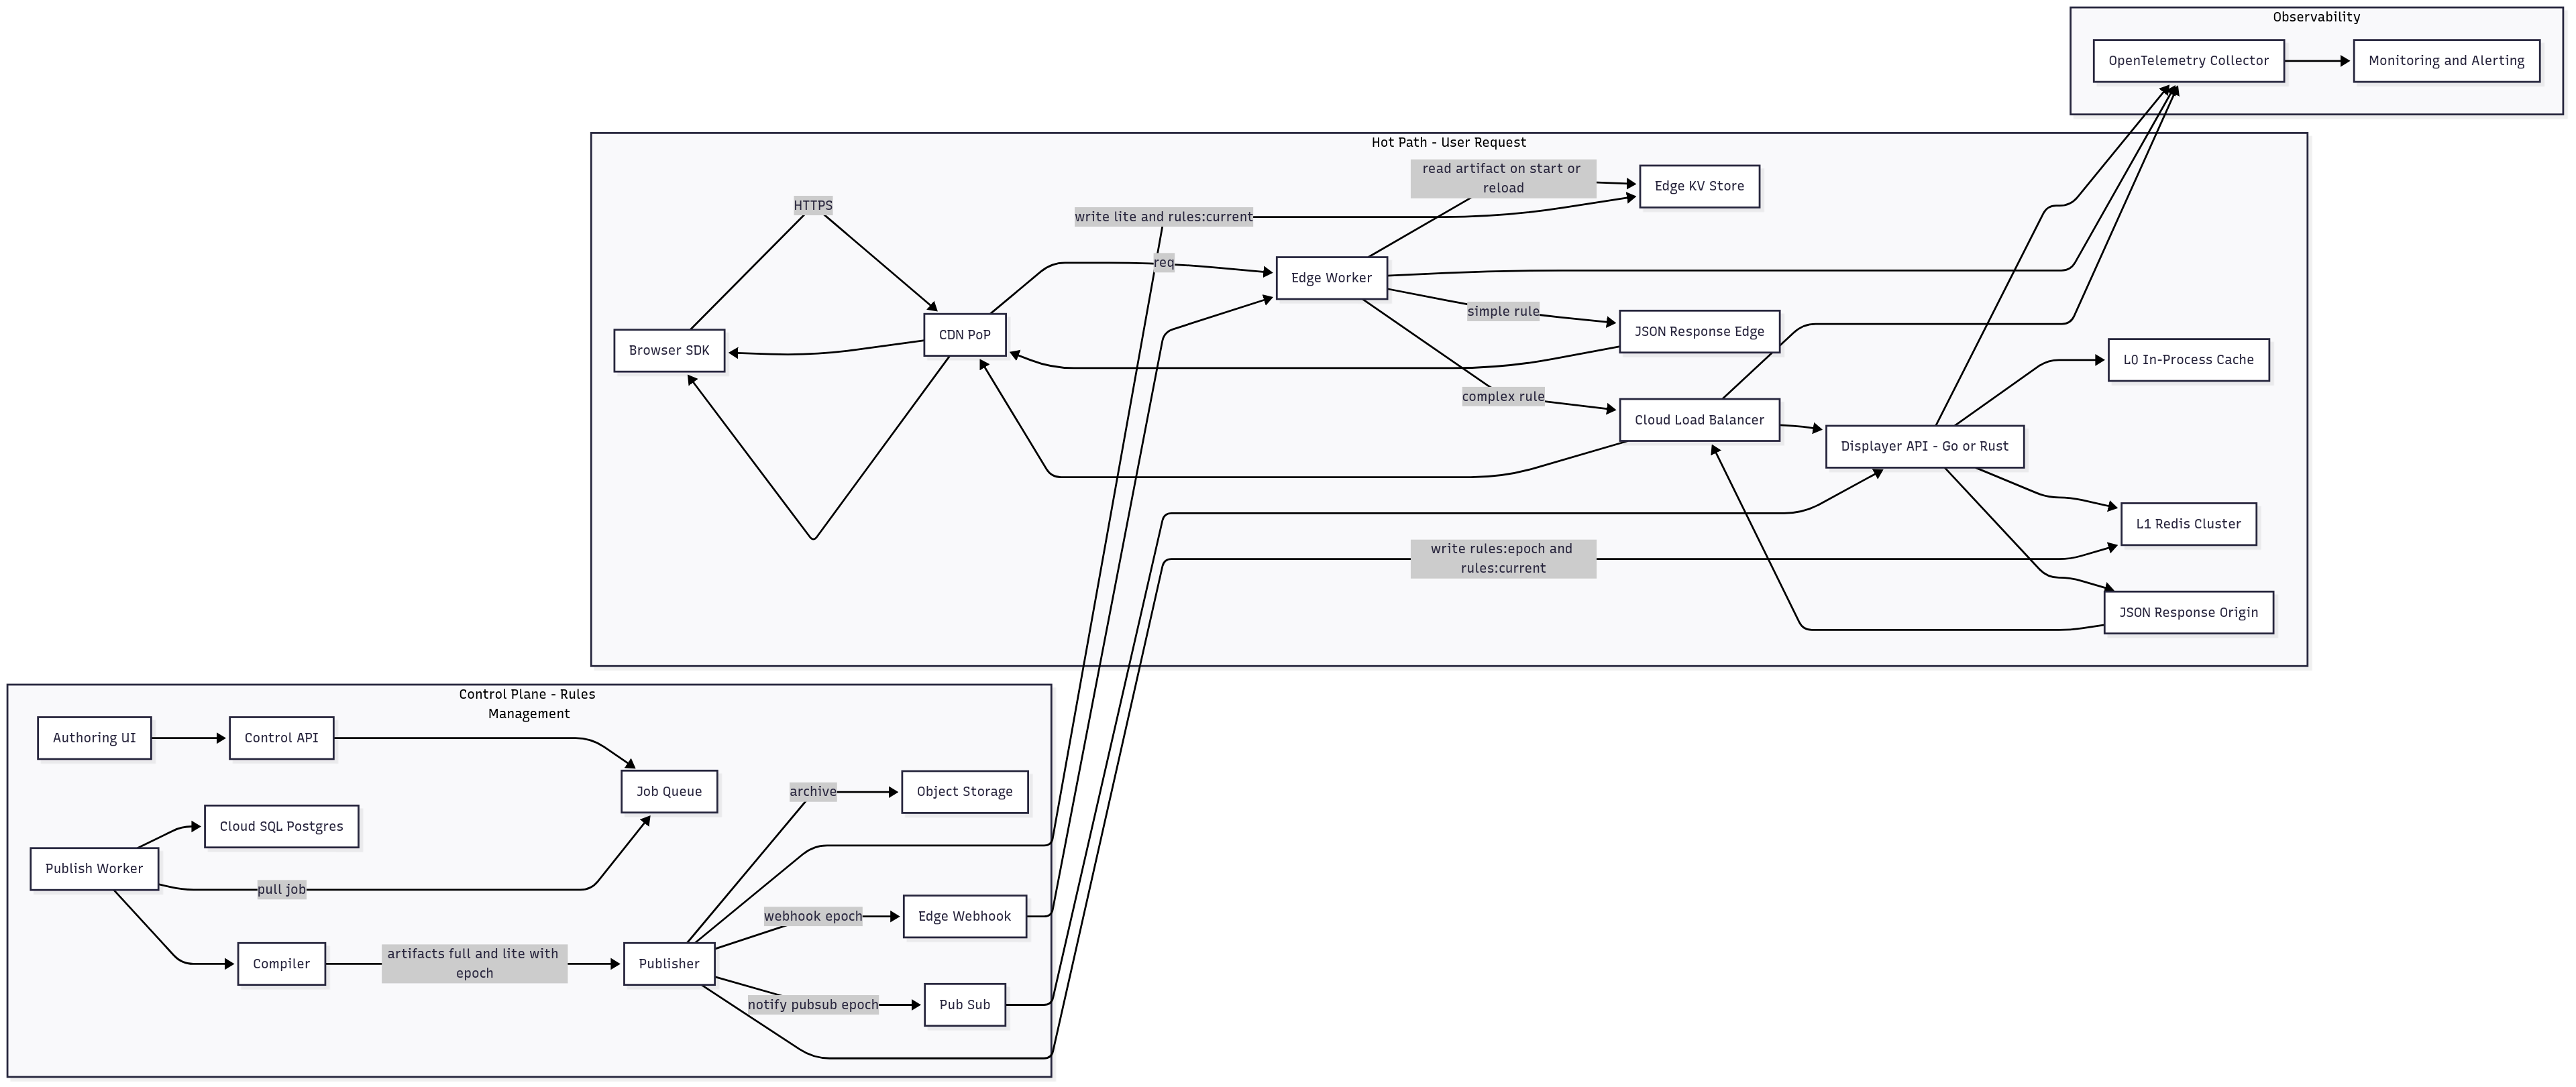 Observability
OpenTelemetry Collector
Monitoring and Alerting
Hot Path - User Request
read artifact on start or
reload
Edge KV Store
HTTPS
write lite and rules:current
req
Edge Worker
simple rule
JSON Response Edge
CDN PoP
Browser SDK
L0 In-Process Cache
complex rule
Cloud Load Balancer
Displayer API - Go or Rust
L1 Redis Cluster
write rules:epoch and
rules:current
JSON Response Origin
Control Plane - Rules
Management
Authoring UI
Control API
Job Queue
archive
Object Storage
Cloud SQL Postgres
Publish Worker
pull job
webhook epoch
Edge Webhook
Compiler
artifacts full and lite with
epoch
Publisher
notify pubsub epoch
Pub Sub